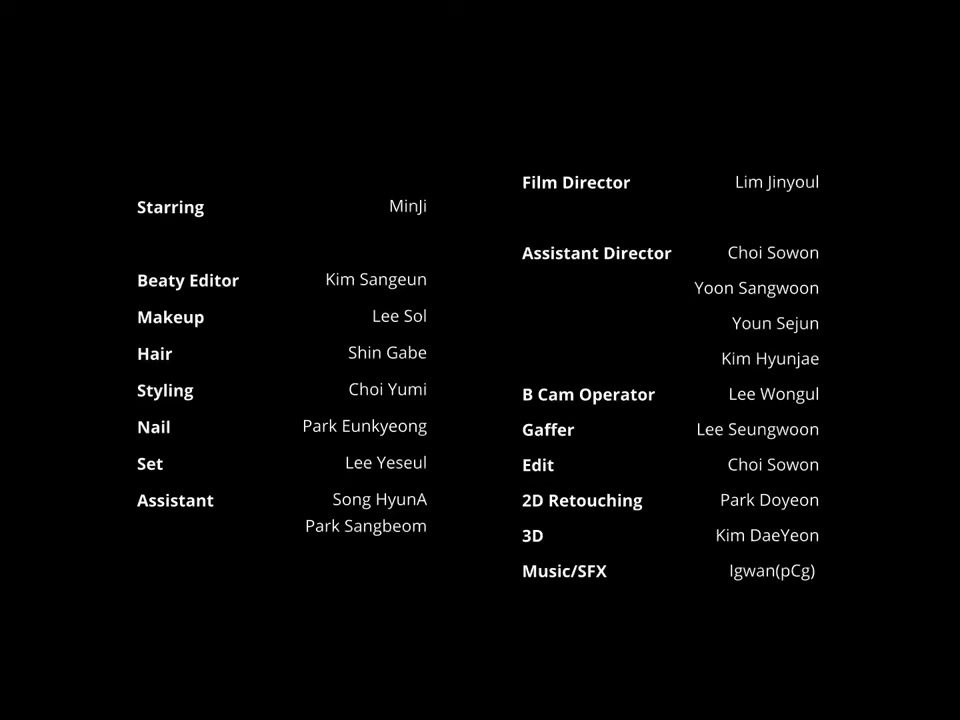 Starring MinJi
Beaty Editor Kim Sangeun
Makeup Lee Sol
Hair Shin Gabe
Styling Choi Yumi
Nail Park Eunkyeong
Set Lee Yeseul
Assistant Song HyunA
Park Sangbeom
Film Director Lim Jinyoul
Assistant Director Choi Sowon
Yoon Sangwoon
Youn Sejun
Kim Hyunjae
B Cam Operator Lee Wongul
Gaffer Lee Seungwoon
Edit Choi Sowon
2D Retouching Park Doyeon
3D Kim DaeYeon
Music/SFX Igwan(pCg)